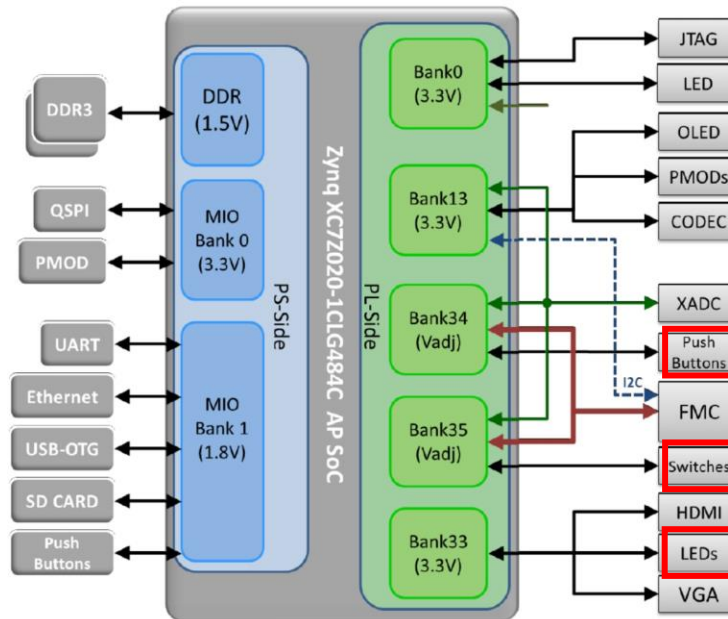 DDR3
QSPI
PMOD
UART
Ethernet
USB-OTG
SD CARD
Push
Buttons
DDR
(1.5V)
MIO
Bank 0
(3.3V)
MIO
Bank 1
(1.8V)
PS-Side
Zynq XC7Z020-1CLG484C AP SoC
PL-Side
Bank0
(3.3V)
Bank13
(3.3V)
Bank34
(Vadj)
Bank35
(Vadj)
Bank33
(3.3V)
I2C
JTAG
LED
OLED
PMODs
CODEC
XADC
Push
Buttons
FMC
Switches
HDMI
LEDs
VGA